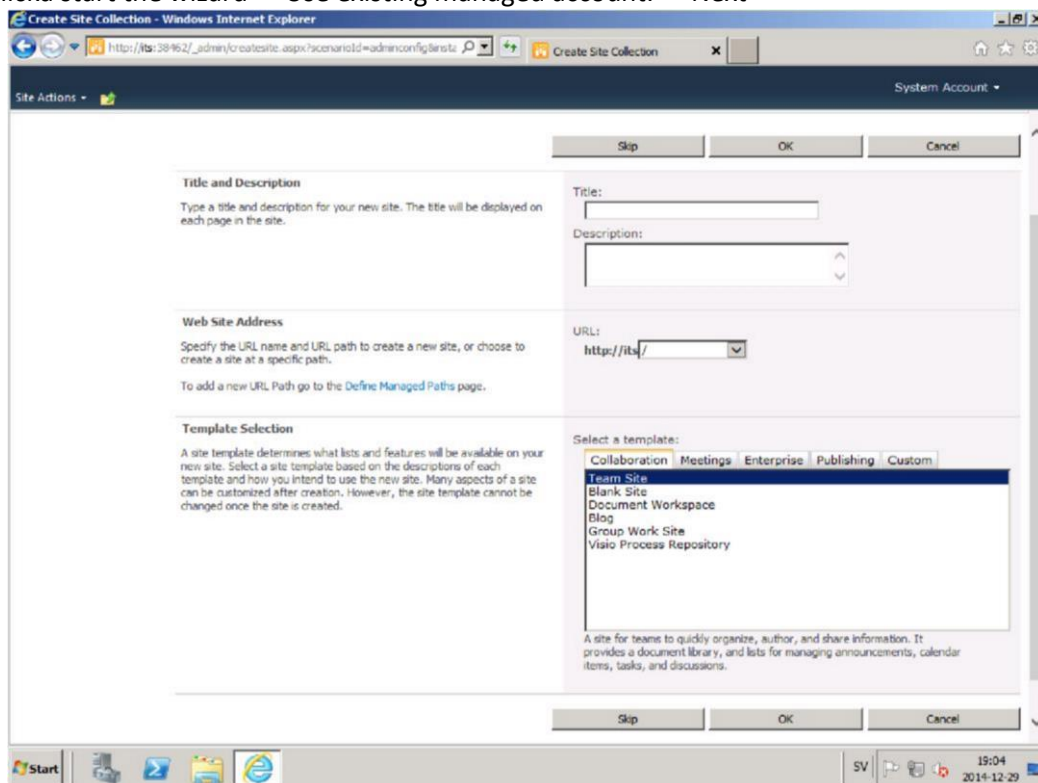 start the wizard
Use existing managed account.
Next
Create Site Collection - Windows Internet Explorer
http://its:38462/_admin/createsite.aspx?scenarioId=adminconfig&insta
Create Site Collection
Site Actions
System Account
Skip OK Cancel
Title and Description
Type a title and description for your new site. The title will be displayed on
each page in the site.
Title:
Description:
Web Site Address
Specify the URL name and URL path to create a new site, or choose to
create a site at a specific path.
To add a new URL Path go to the Define Managed Paths page.
URL:
http://its /
Template Selection
A site template determines what lists and features will be available on your
new site. Select a site template based on the descriptions of each
template and how you intend to use the new site. Many aspects of a site
can be customized after creation. However, the site template cannot be
changed once the site is created.
Select a template:
Collaboration Meetings Enterprise Publishing Custom
Team Site
Blank Site
Document Workspace
Blog
Group Work Site
Visio Process Repository
A site for teams to quickly organize, author, and share information. It
provides a document library, and lists for managing announcements, calendar
items, tasks, and discussions.
Skip OK Cancel
Start
SV
19:04
2014-12-29